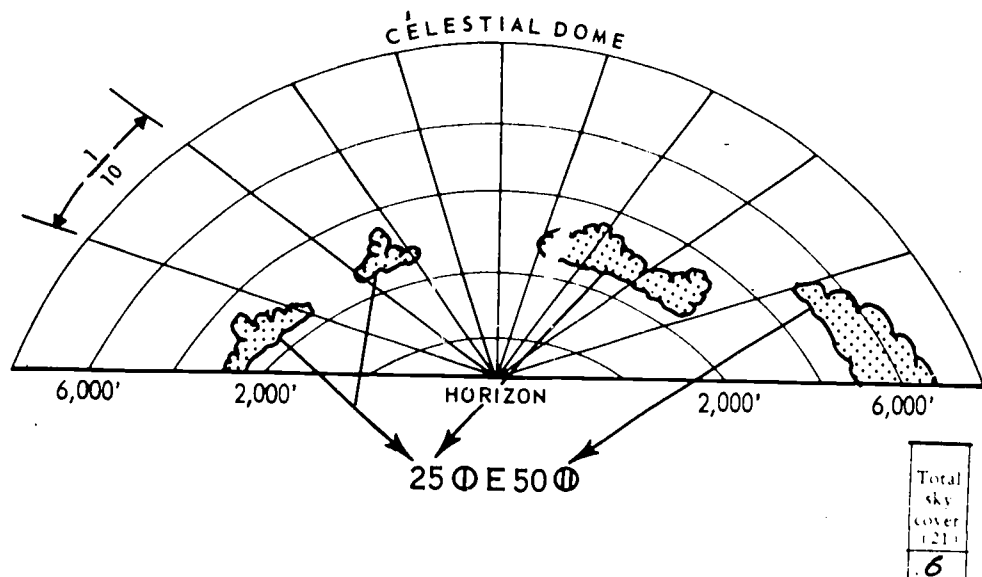 CÉLESTIAL DOME
1
10
6,000' 2,000' HORIZON 2,000' 6,000'
25 ⦶ E 50 ◍
Total
sky
cover
(21)
.6